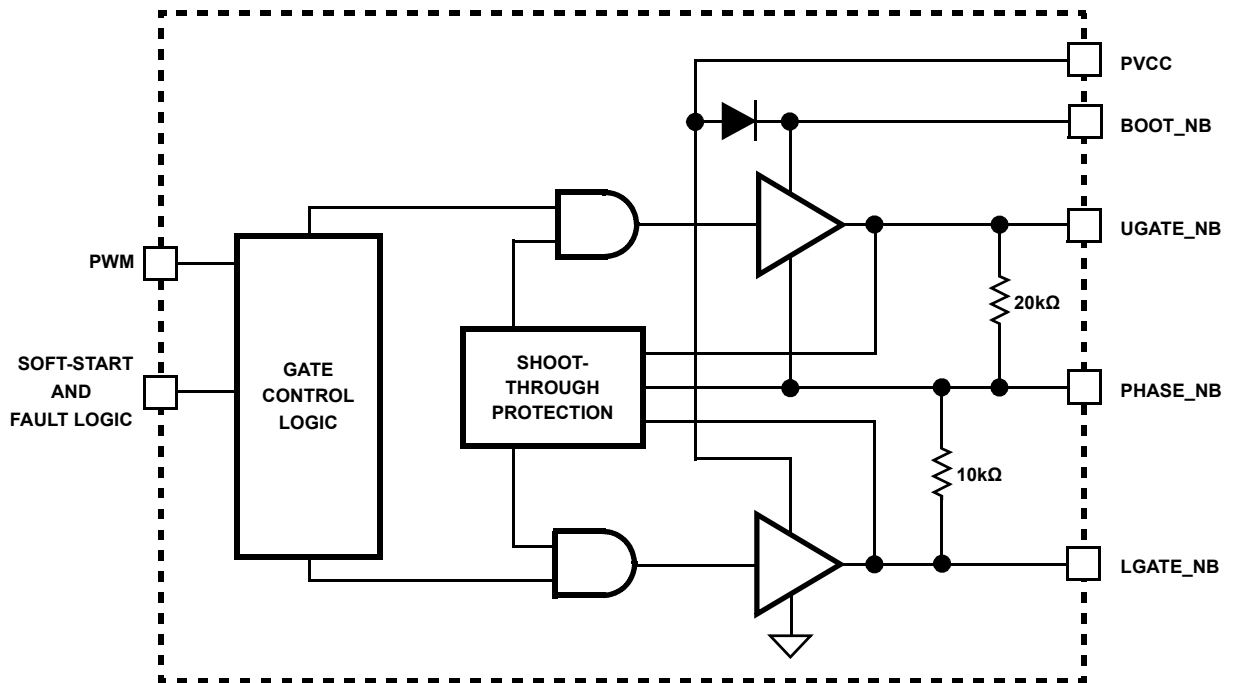 PVCC
BOOT_NB
UGATE_NB
PWM
20kΩ
SOFT-START
AND
FAULT LOGIC
GATE
CONTROL
LOGIC
SHOOT-
THROUGH
PROTECTION
PHASE_NB
10kΩ
LGATE_NB